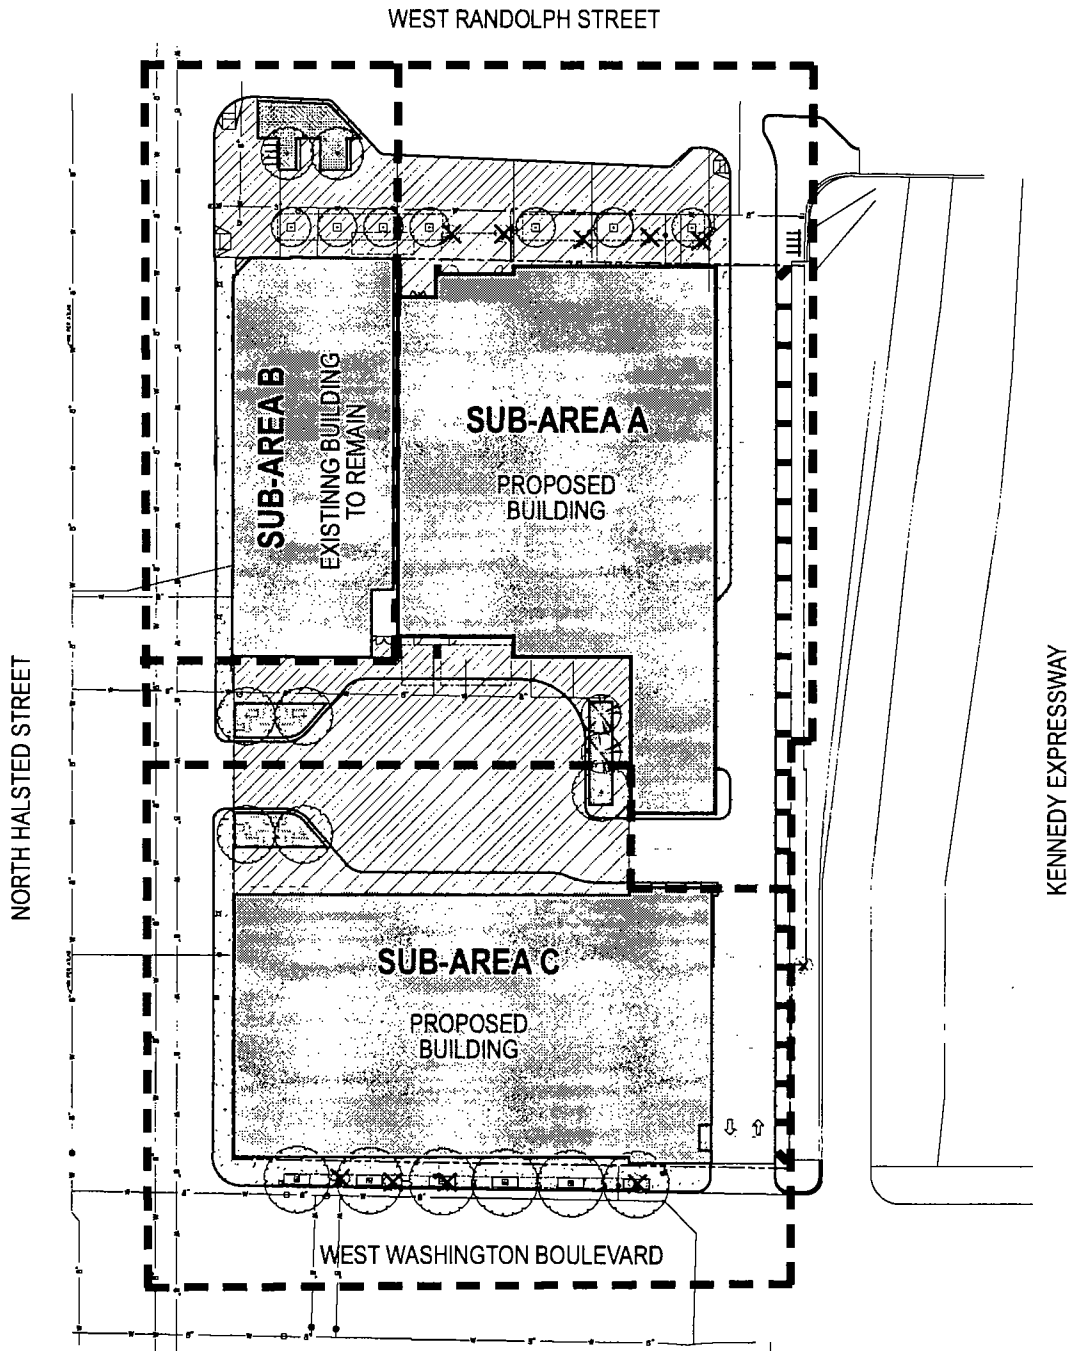 WEST RANDOLPH STREET
SUB-AREA B
EXISTINNG BUILDING
TO REMAIN
SUB-AREA A
PROPOSED
BUILDING
NORTH HALSTED STREET
KENNEDY EXPRESSWAY
SUB-AREA C
PROPOSED
BUILDING
WEST WASHINGTON BOULEVARD